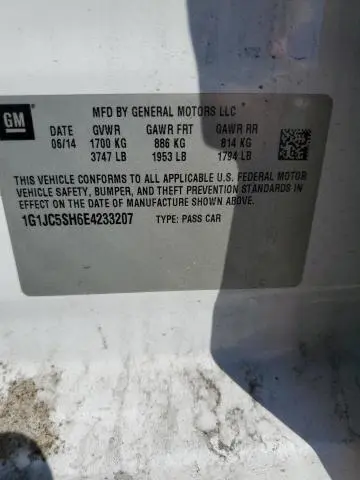 GM
MFD BY GENERAL MOTORS LLC
DATE GVWR GAWR FRT GAWR RR
06/14 1700 KG 886 KG 814 KG
3747 LB 1953 LB 1794 LB
THIS VEHICLE CONFORMS TO ALL APPLICABLE U.S. FEDERAL MOTOR
VEHICLE SAFETY, BUMPER, AND THEFT PREVENTION STANDARDS IN
EFFECT ON THE DATE OF MANUFACTURE SHOWN ABOVE.
1G1JC5SH6E4233207 TYPE: PASS CAR